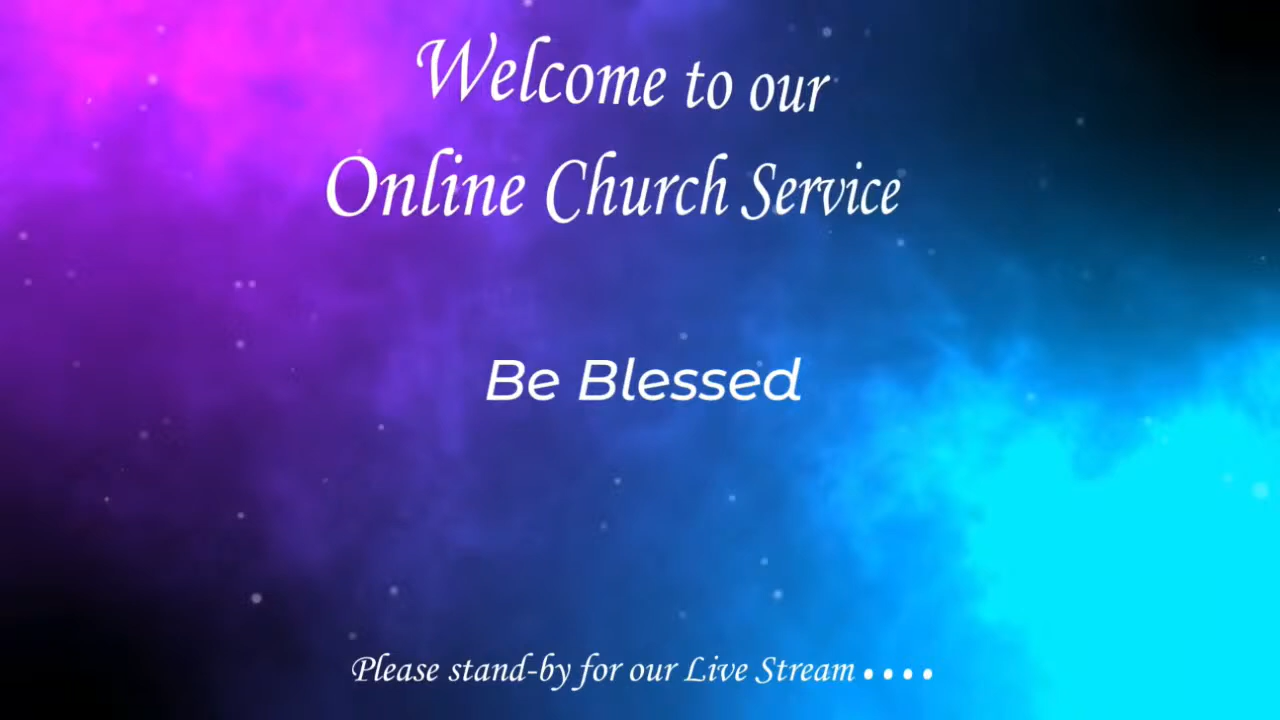 Welcome to our
Online Church Service
Be Blessed
Please stand-by for our Live Stream ....